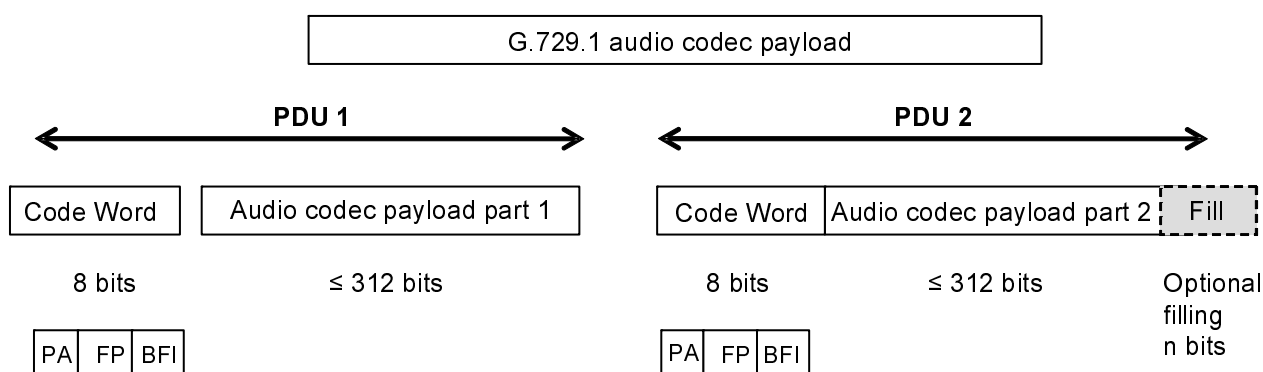 G.729.1 audio codec payload
PDU 1
PDU 2
Code Word
Audio codec payload part 1
Code Word
Audio codec payload part 2
Fill
8 bits
≤ 312 bits
8 bits
≤ 312 bits
Optional
filling
n bits
PA
FP
BFI
PA
FP
BFI